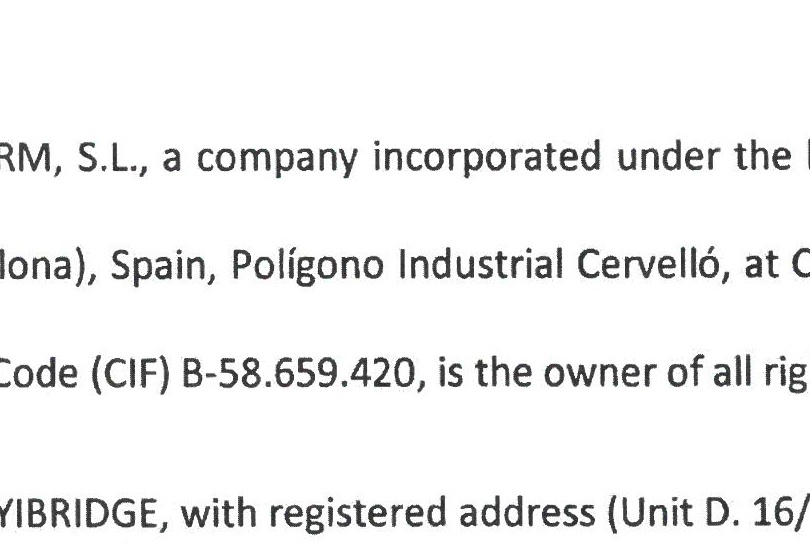 RM, S.L., a company incorporated under the
lona), Spain, Polígono Industrial Cervelló, at C
Code (CIF) B-58.659.420, is the owner of all rig
YIBRIDGE, with registered address (Unit D. 16/